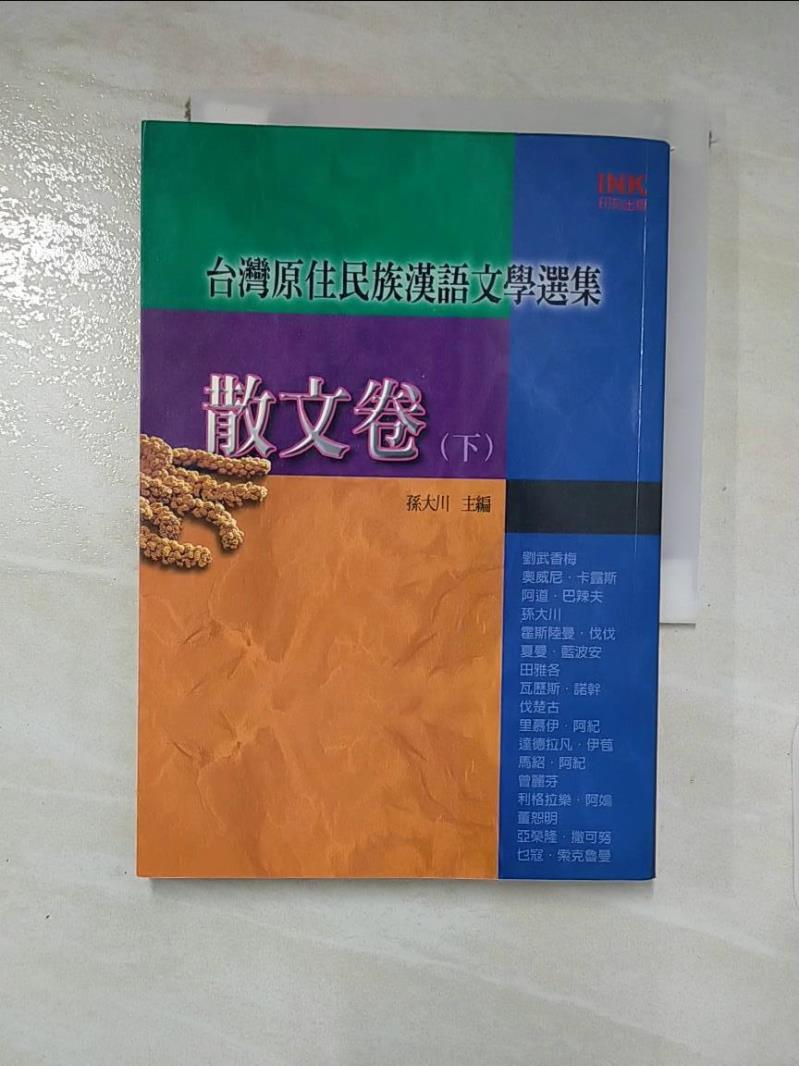 INK
印刻出版
台灣原住民族漢語文學選集
散文卷(下)
孫大川 主編
劉武香梅
奧威尼·卡露斯
阿道·巴辣夫
孫大川
霍斯陸曼·伐伐
夏曼·藍波安
田雅各
瓦歷斯·諾幹
伐楚古
里慕伊·阿紀
達德拉凡·伊苞
馬紹·阿紀
曾麗芬
利格拉樂·阿𡠄
董恕明
亞榮隆·撒可努
乜寇·索克魯曼